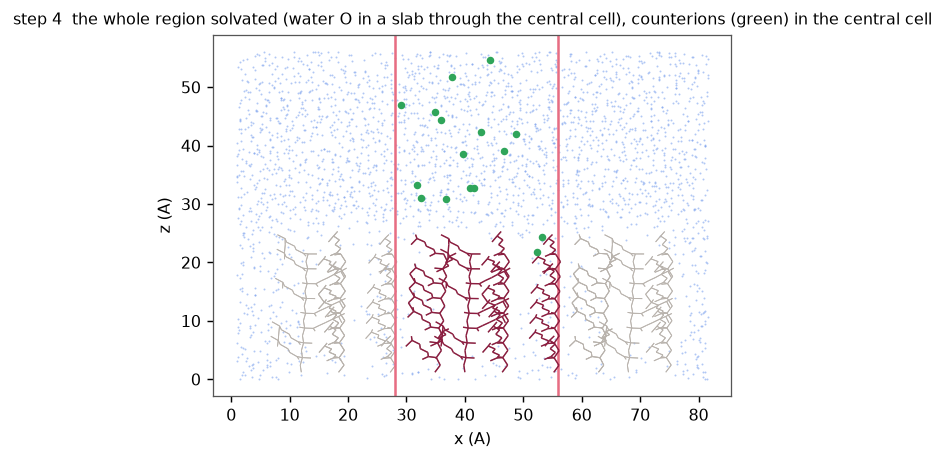 step 4  the whole region solvated (water O in a slab through the central cell), counterions (green) in the central cell
50
40
30
20
10
0
z (A)
0 10 20 30 40 50 60 70 80
x (A)